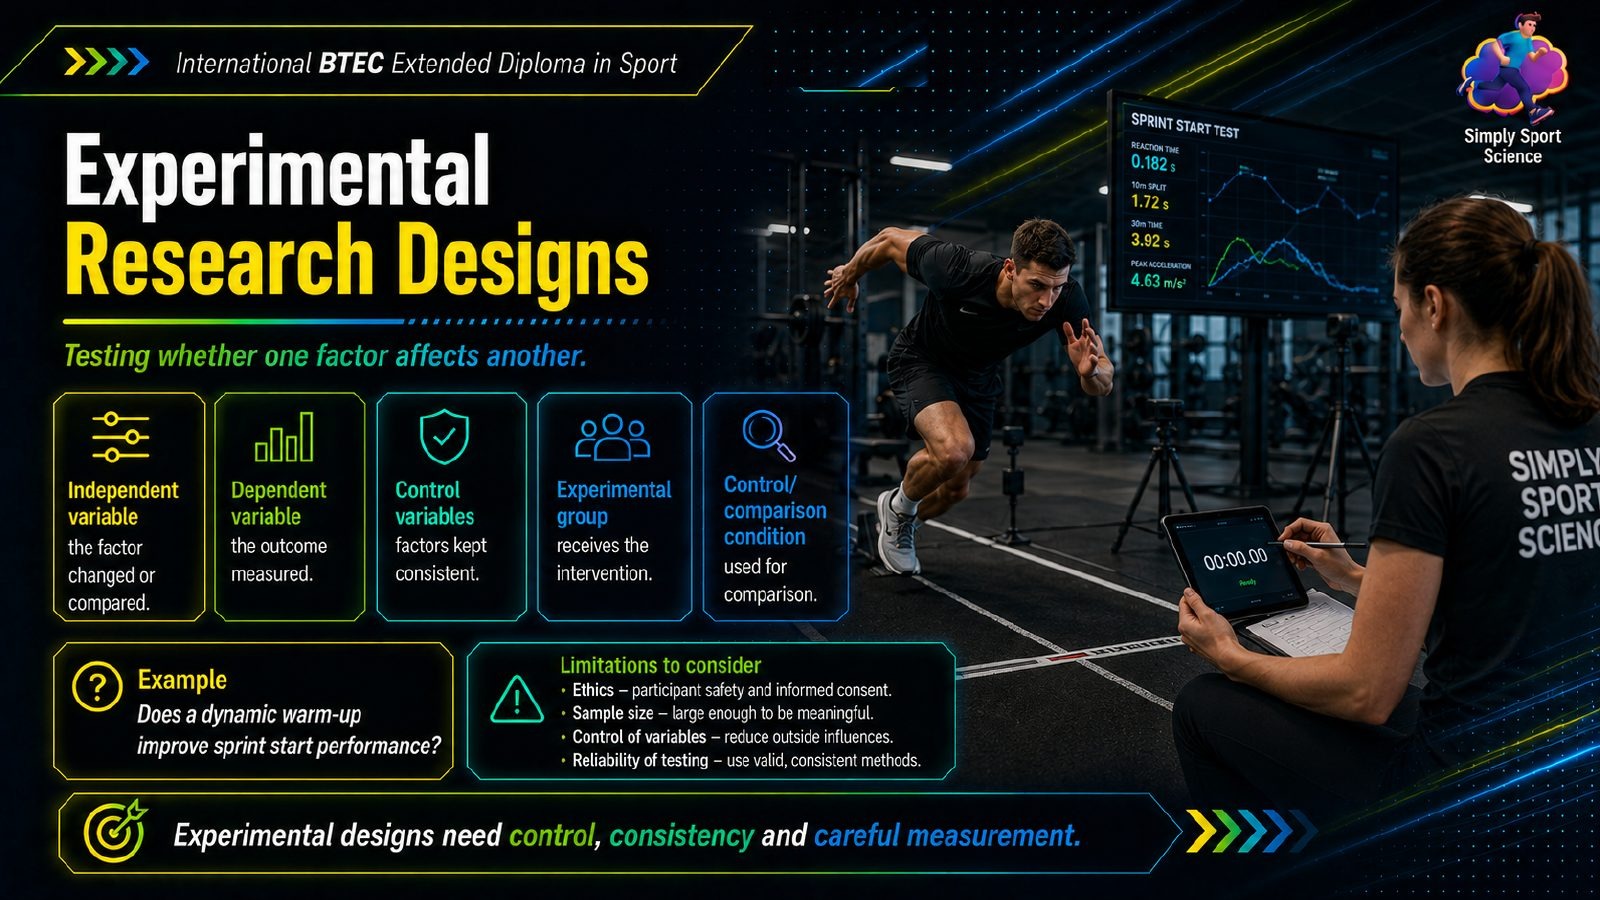 International BTEC Extended Diploma in Sport
Simply Sport
Science
Experimental
Research Designs
Testing whether one factor affects another.
Independent
variable
the factor
changed or
compared.
Dependent
variable
the outcome
measured.
Control
variables
factors kept
consistent.
Experimental
group
receives the
intervention.
Control/
comparison
condition
used for
comparison.
?
Example
Does a dynamic warm-up
improve sprint start performance?
!
Limitations to consider
• Ethics – participant safety and informed consent.
• Sample size – large enough to be meaningful.
• Control of variables – reduce outside influences.
• Reliability of testing – use valid, consistent methods.
Experimental designs need control, consistency and careful measurement.
SPRINT START TEST
REACTION TIME
0.182 s
10m SPLIT
1.72 s
30m TIME
3.92 s
PEAK ACCELERATION
4.63 m/s²
00:00.00
Ready
SIMPLY
SPORT
SCIENC